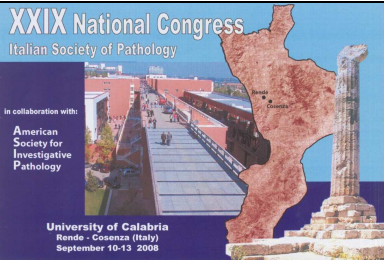 XXIX National Congress
Italian Society of Pathology
Rende
Cosenza
in collaboration with:
American
Society for
Investigative
Pathology
University of Calabria
Rende - Cosenza (Italy)
September 10-13 2008